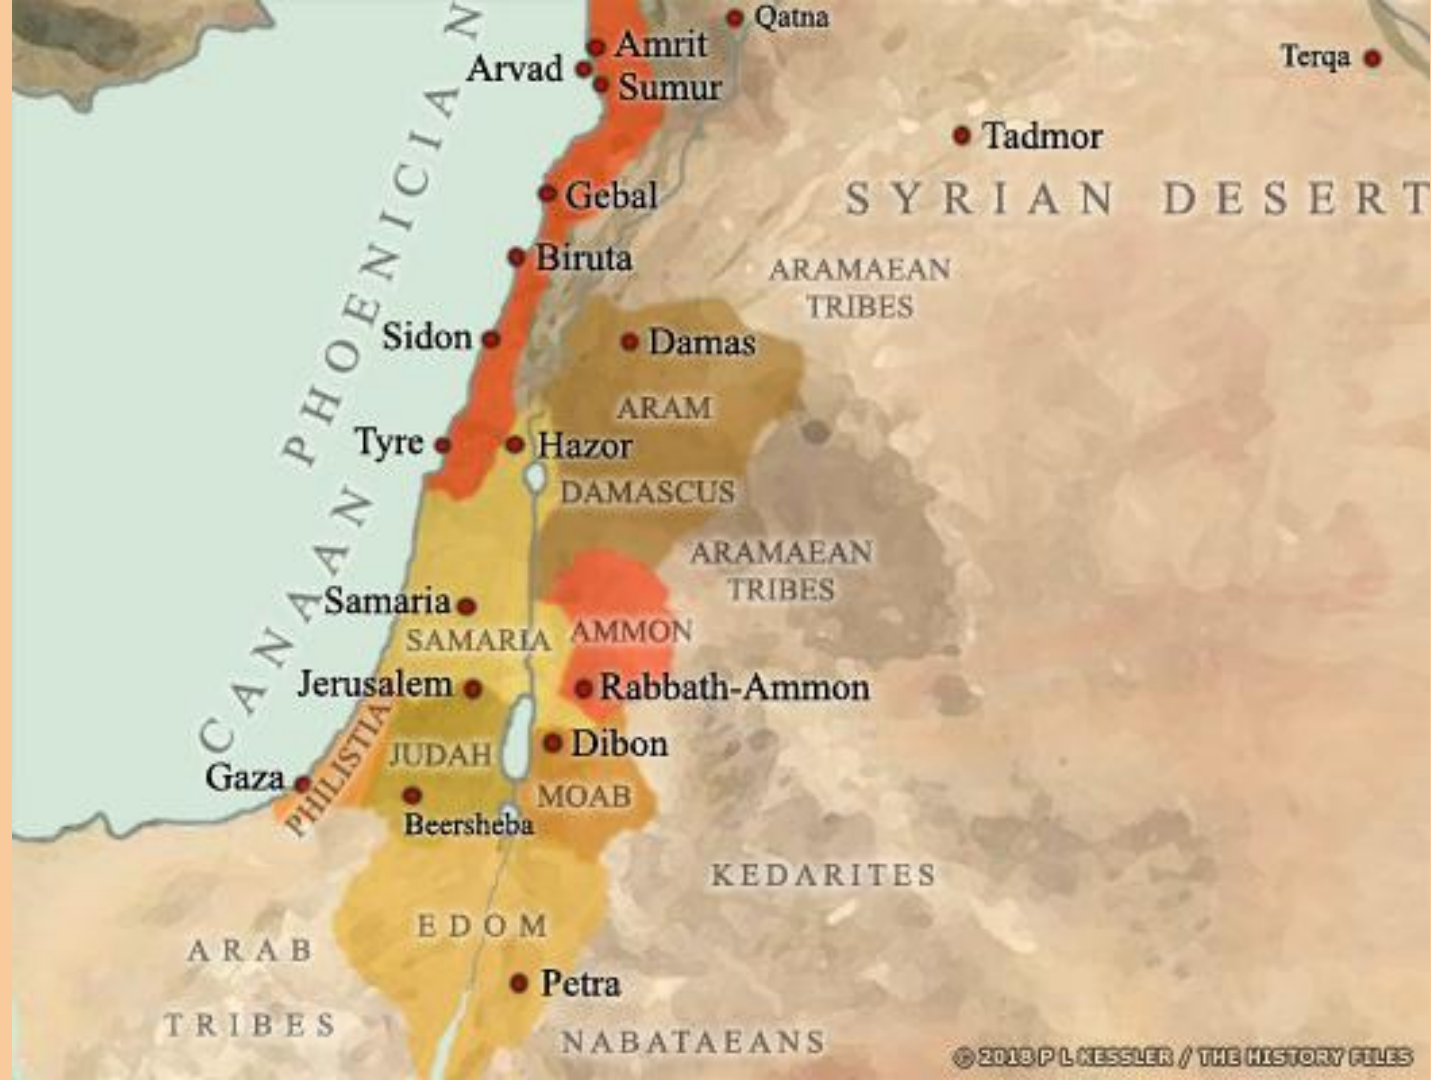 Qatna
Amrit
Arvad
Sumur
Terqa
Tadmor
Gebal
SYRIAN DESERT
PHOENICIAN
Biruta
ARAMAEAN
TRIBES
Sidon
Damas
ARAM
Tyre
Hazor
DAMASCUS
CANAAN
ARAMAEAN
TRIBES
Samaria
SAMARIA
AMMON
Jerusalem
Rabbath-Ammon
PHILISTIA
JUDAH
Dibon
Gaza
MOAB
Beersheba
KEDARITES
EDOM
ARAB
TRIBES
Petra
NABATAEANS
© 2018 P L KESSLER / THE HISTORY FILES